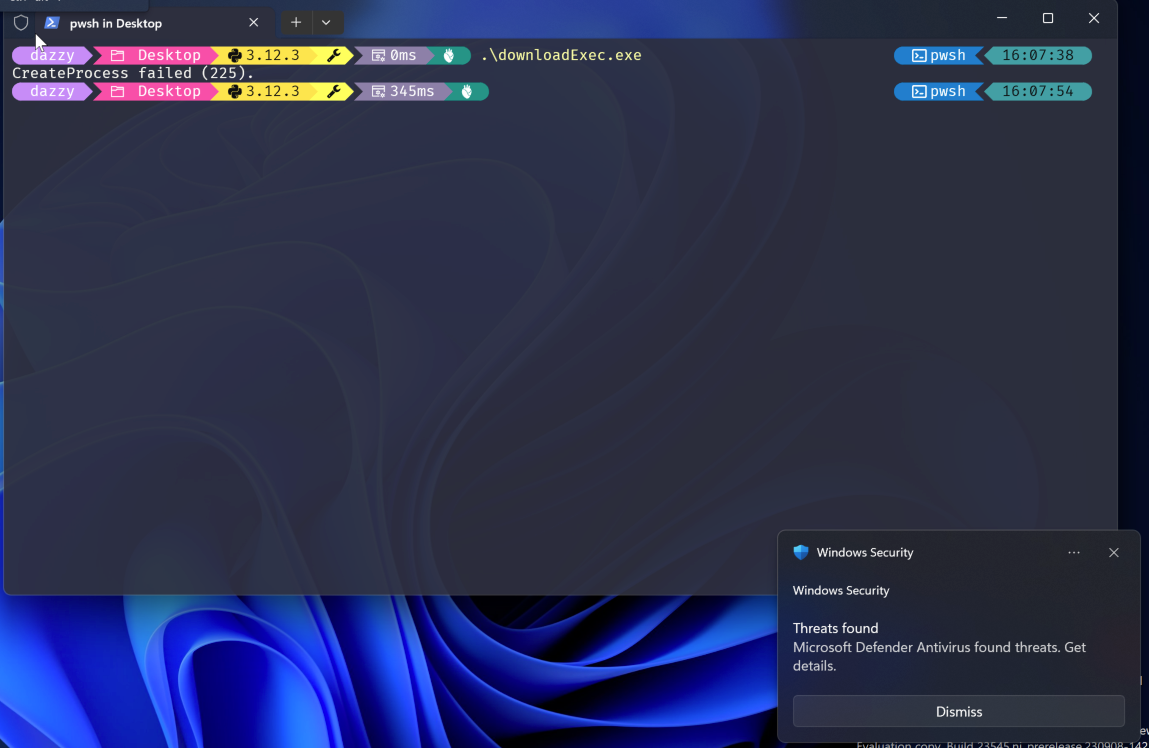 pwsh in Desktop
dazzy Desktop 3.12.3 0ms .\downloadExec.exe pwsh 16:07:38
CreateProcess failed (225).
dazzy Desktop 3.12.3 345ms pwsh 16:07:54
Windows Security
Windows Security
Threats found
Microsoft Defender Antivirus found threats. Get
details.
Dismiss
Evaluation copy. Build 23545.ni_prerelease.230908-142